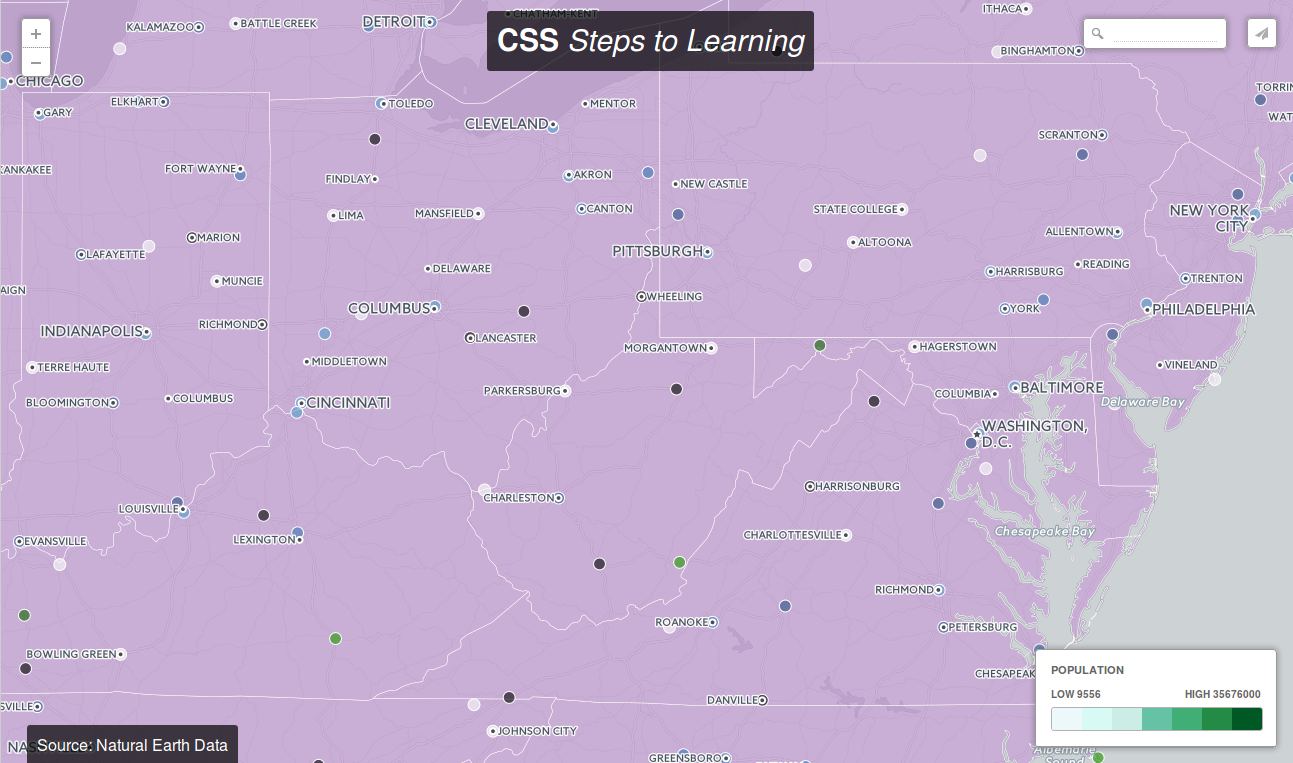 CHATHAM-KENT
ITHACA
KALAMAZOO
BATTLE CREEK
DETROIT
CSS Steps to Learning
BINGHAMTON
+
−
CHICAGO
ELKHART
TOLEDO
MENTOR
TORRIN
GARY
CLEVELAND
WAT
SCRANTON
KANKAKEE
FORT WAYNE
FINDLAY
AKRON
NEW CASTLE
LIMA
MANSFIELD
CANTON
STATE COLLEGE
NEW YORK
CITY
MARION
ALTOONA
ALLENTOWN
LAFAYETTE
PITTSBURGH
DELAWARE
HARRISBURG
READING
MUNCIE
TRENTON
AIGN
WHEELING
COLUMBUS
YORK
PHILADELPHIA
INDIANAPOLIS
RICHMOND
LANCASTER
MORGANTOWN
HAGERSTOWN
TERRE HAUTE
MIDDLETOWN
VINELAND
PARKERSBURG
COLUMBIA
BALTIMORE
BLOOMINGTON
COLUMBUS
CINCINNATI
Delaware Bay
WASHINGTON,
D.C.
CHARLESTON
HARRISONBURG
LOUISVILLE
EVANSVILLE
LEXINGTON
CHARLOTTESVILLE
Chesapeake Bay
RICHMOND
ROANOKE
PETERSBURG
BOWLING GREEN
CHESAPEAK
POPULATION
LOW 9556 HIGH 35676000
SVILLE
DANVILLE
JOHNSON CITY
NAS
Source: Natural Earth Data
GREENSBORO
Albemarle
Sound